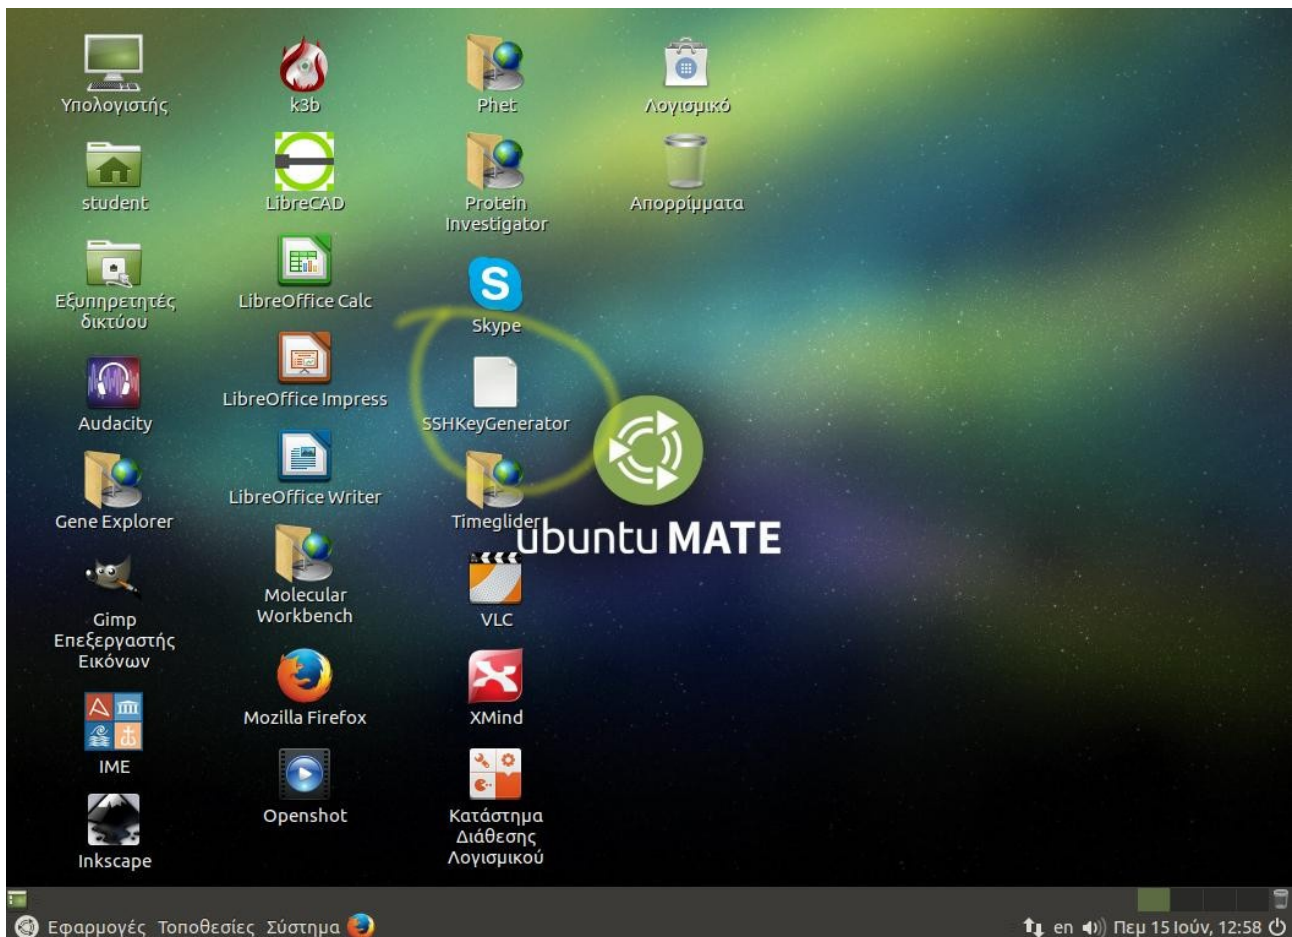 Υπολογιστής
student
Εξυπηρετητές
δικτύου
Audacity
Gene Explorer
Gimp
Επεξεργαστής
Εικόνων
IME
Inkscape
k3b
LibreCAD
LibreOffice Calc
LibreOffice Impress
LibreOffice Writer
Molecular
Workbench
Mozilla Firefox
Openshot
Phet
Protein
Investigator
Skype
SSHKeyGenerator
Timeglider
VLC
XMind
Κατάστημα
Διάθεσης
Λογισμικού
Λογισμικό
Απορρίμματα
ubuntu MATE
Εφαρμογές Τοποθεσίες Σύστημα
en Πεμ 15 Ιούν, 12:58